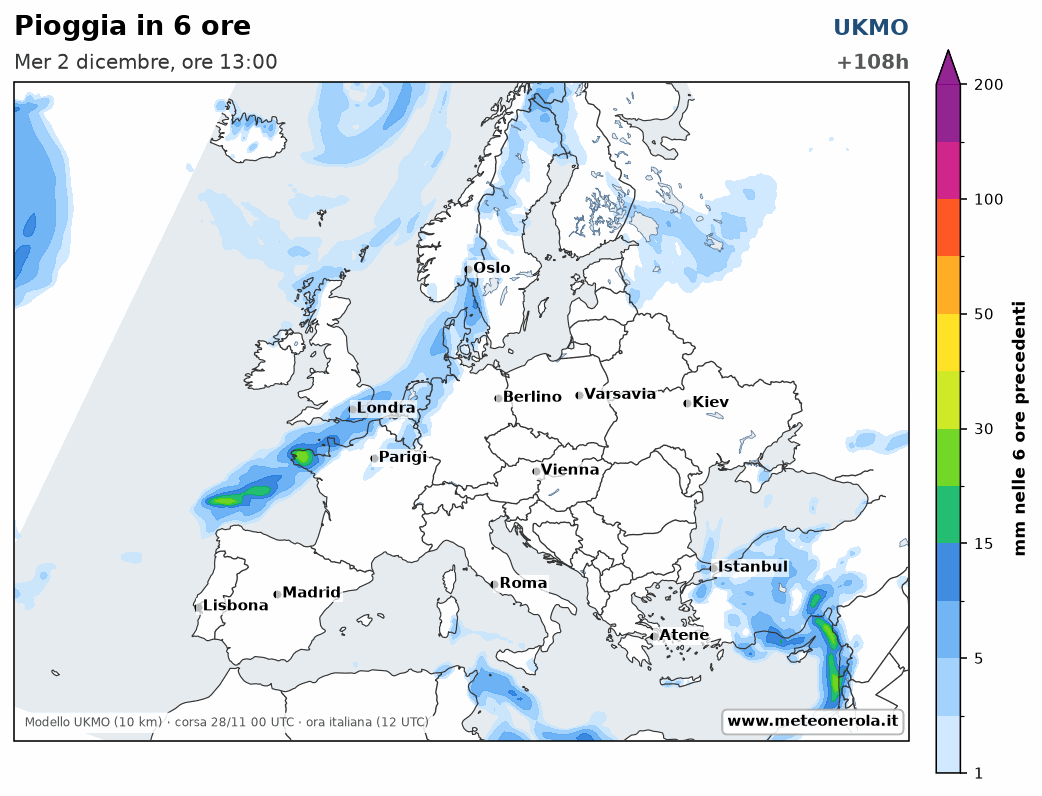 Pioggia in 6 ore
UKMO
Mer 2 dicembre, ore 13:00
+108h
200
100
50
30
15
5
1
mm nelle 6 ore precedenti
Oslo
Berlino
Varsavia
Kiev
Londra
Parigi
Vienna
Istanbul
Roma
Madrid
Lisbona
Atene
Modello UKMO (10 km) · corsa 28/11 00 UTC · ora italiana (12 UTC)
www.meteonerola.it